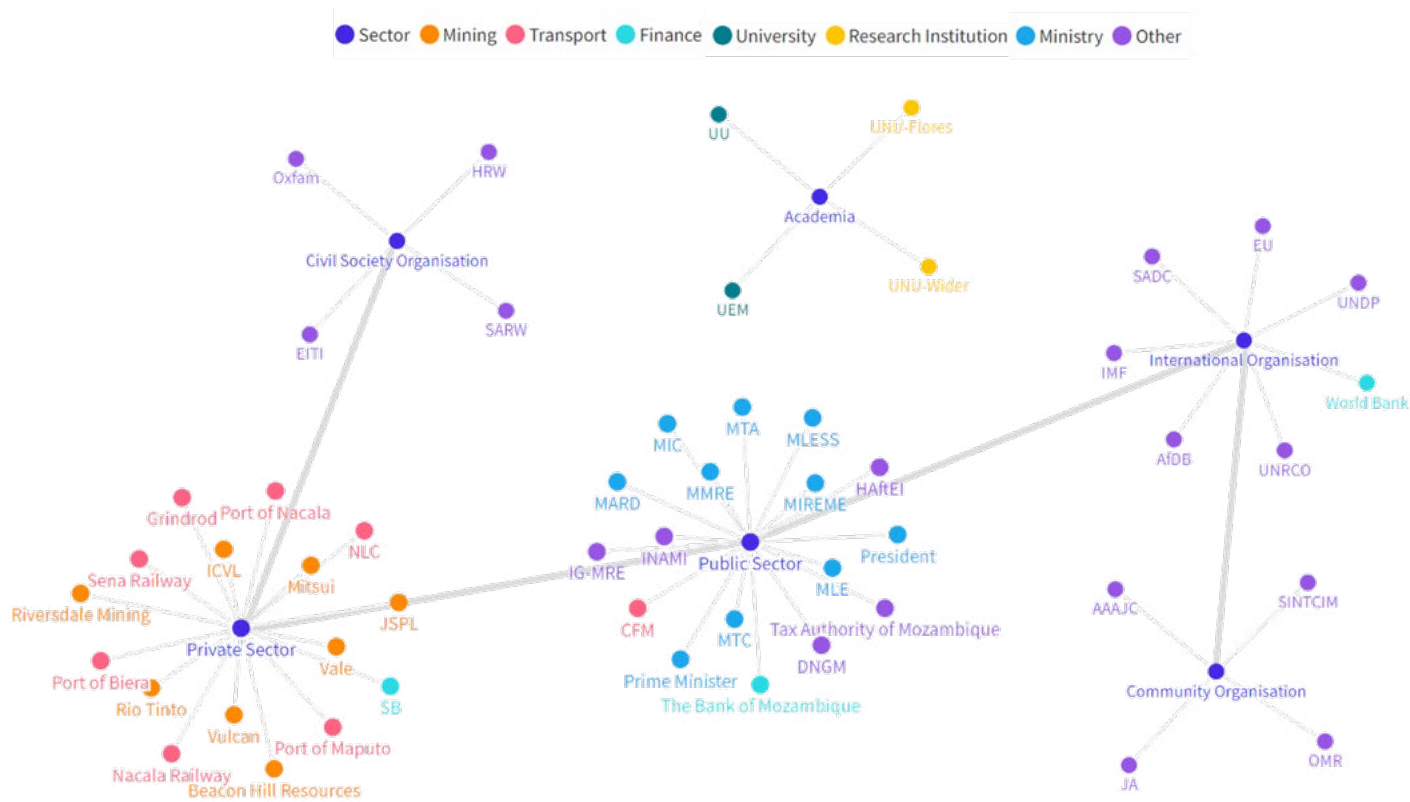 Sector Mining Transport Finance University Research Institution Ministry Other
UU
UNU-Flores
Oxfam
HRW
Academia
EU
Civil Society Organisation
SADC
UNU-Wider
UNDP
UEM
SARW
EITI
International Organisation
IMF
World Bank
MTA
MLESS
MIC
AfDB
UNRCO
HAftEI
MMRE
MARD
MIREME
Grindrod
Port of Nacala
NLC
President
INAMI
Public Sector
ICVL
IG-MRE
Sena Railway
Mitsui
MLE
SINTCIM
AAAJC
Riversdale Mining
JSPL
CFM
Tax Authority of Mozambique
MTC
Private Sector
Vale
DNGM
Port of Biera
Prime Minister
Community Organisation
Rio Tinto
SB
The Bank of Mozambique
Vulcan
Port of Maputo
OMR
Nacala Railway
JA
Beacon Hill Resources